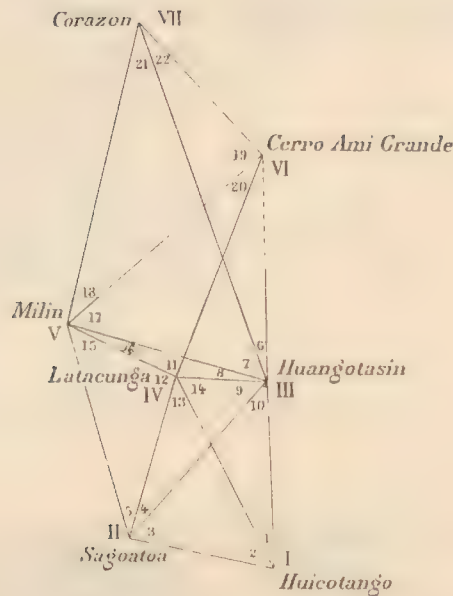 Corazon VII
21 22
19 Cerro Ami Grande
20 VI
18
17
Milin
V 15 6
7
11 8 Huangotasin
Latacunga 12 14 9 III
IV 13 10
5 4
II 3 1
Sagoatoa 2 I
Huicotango